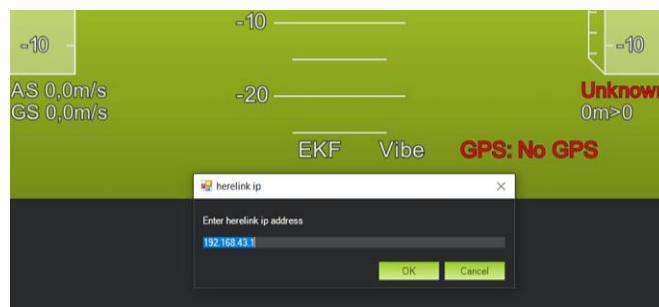 -10
-10
-10
AS 0,0m/s
-20
Unknown
GS 0,0m/s
0m>0
EKF
Vibe
GPS: No GPS
herelink ip
Enter herelink ip address
192.168.43.1
OK
Cancel